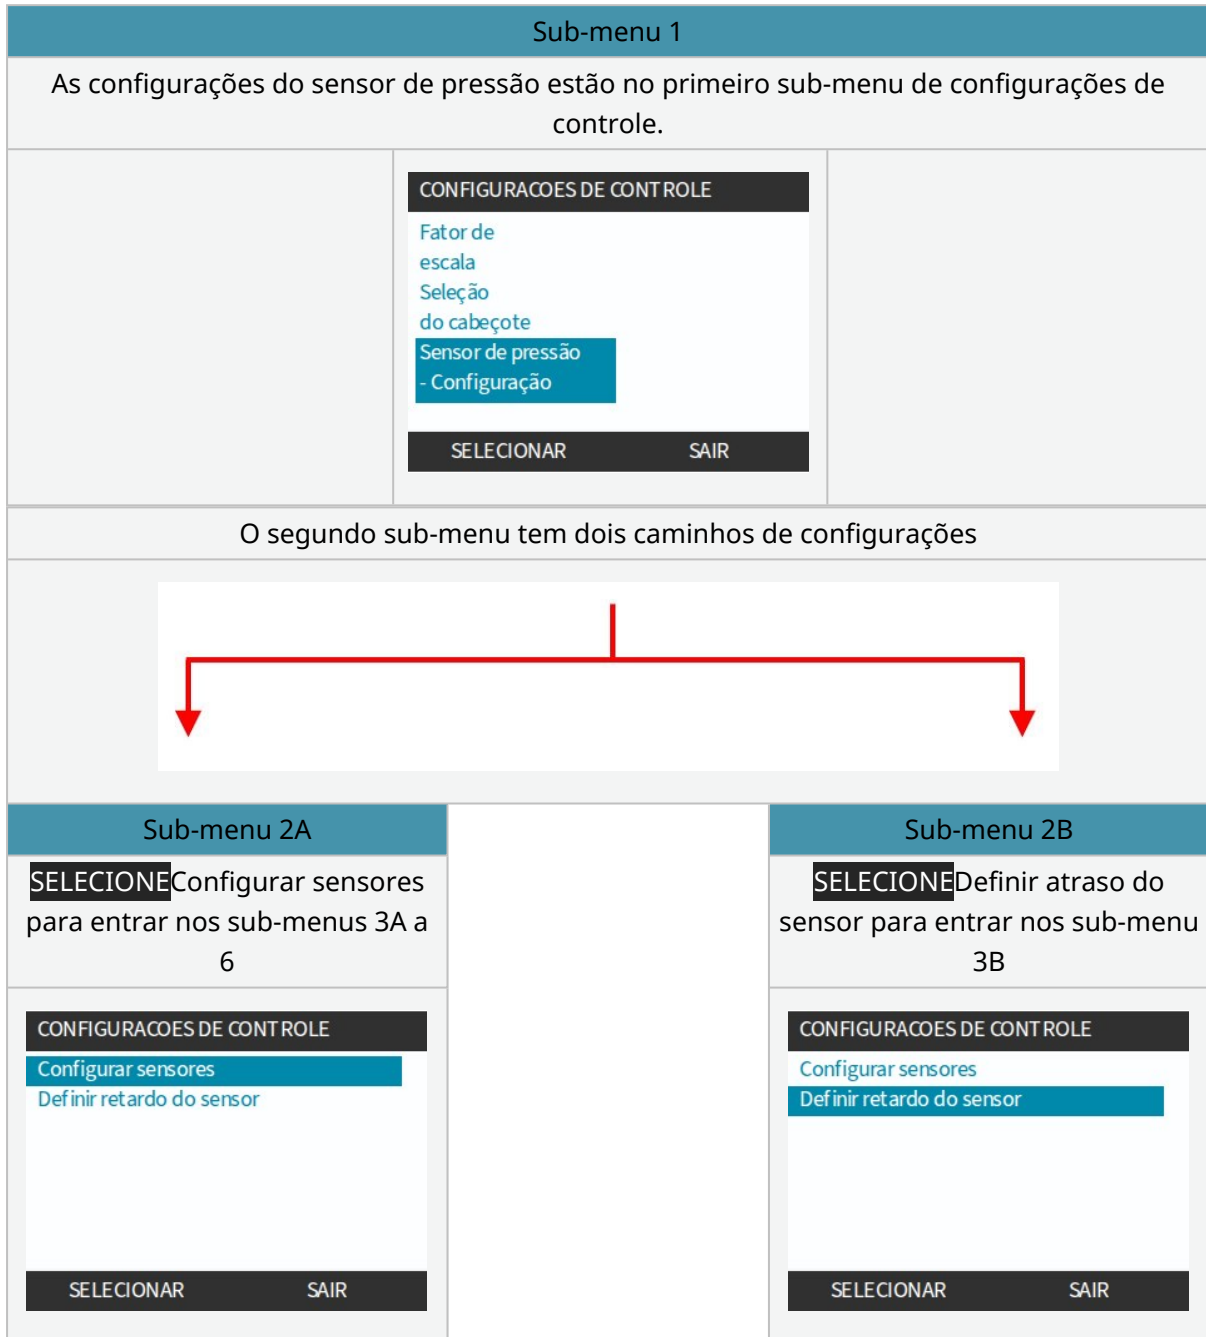 Sub-menu 1
As configurações do sensor de pressão estão no primeiro sub-menu de configurações de
controle.
CONFIGURACOES DE CONTROLE
Fator de
escala
Seleção
do cabeçote
Sensor de pressão
- Configuração
SELECIONAR SAIR
O segundo sub-menu tem dois caminhos de configurações
Sub-menu 2A
SELECIONEConfigurar sensores
para entrar nos sub-menus 3A a
6
CONFIGURACOES DE CONTROLE
Configurar sensores
Definir retardo do sensor
SELECIONAR SAIR
Sub-menu 2B
SELECIONEDefinir atraso do
sensor para entrar nos sub-menu
3B
CONFIGURACOES DE CONTROLE
Configurar sensores
Definir retardo do sensor
SELECIONAR SAIR